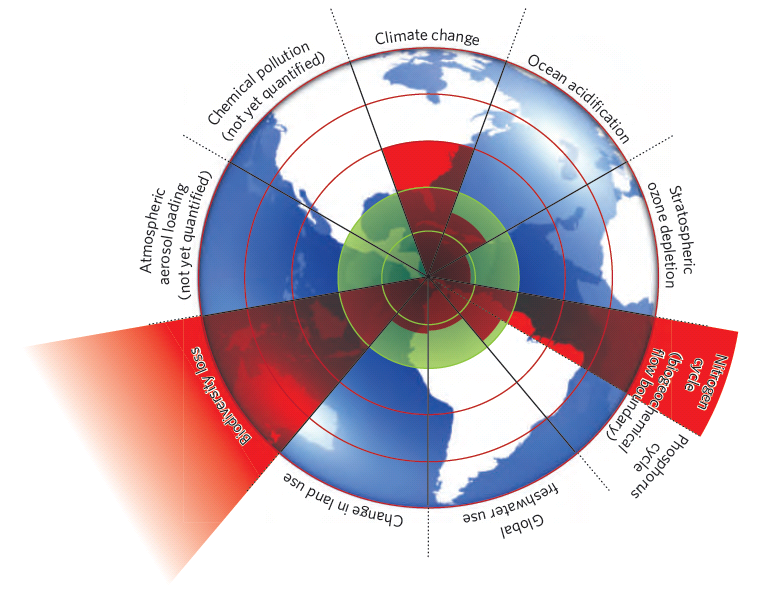 Climate change
Ocean acidification
Stratospheric
ozone depletion
Nitrogen
cycle
(biogeochemical
flow boundary)
Phosphorus
cycle
Global
freshwater use
Change in land use
Biodiversity loss
Atmospheric
aerosol loading
(not yet quantified)
Chemical pollution
(not yet quantified)